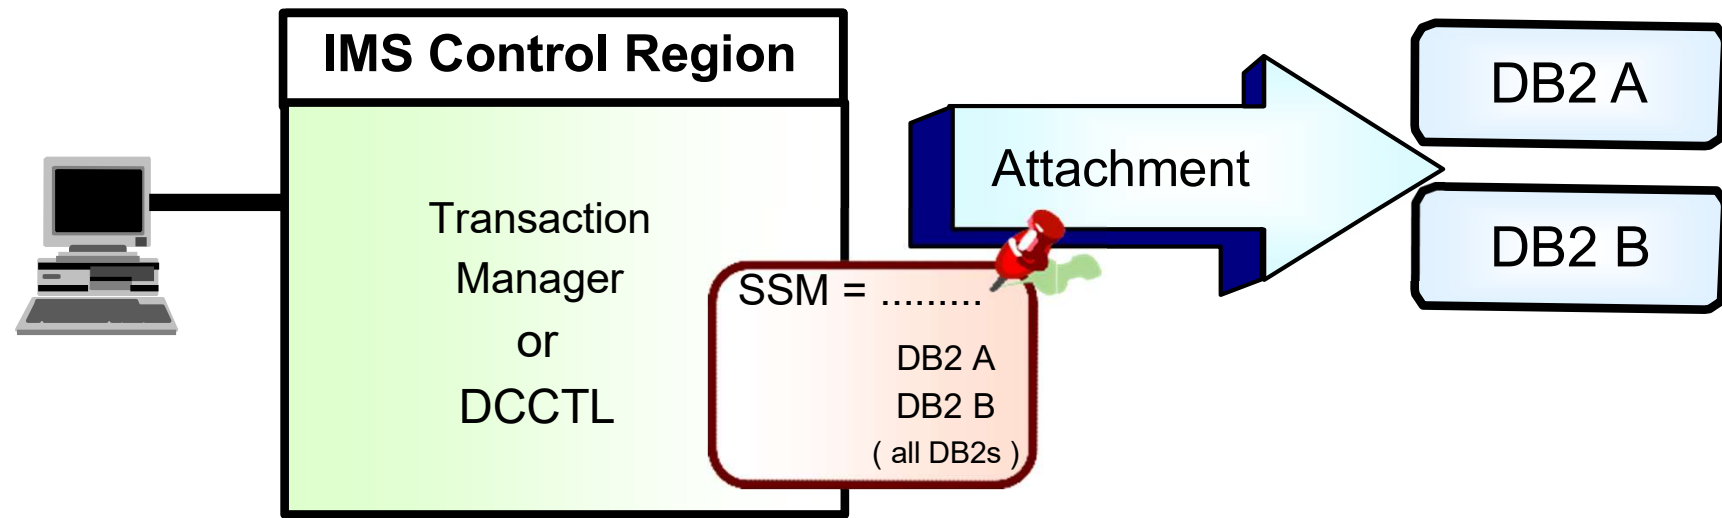 IMS Control Region
Transaction
Manager
or
DCCTL
SSM = .........
DB2 A
DB2 B
( all DB2s )
Attachment
DB2 A
DB2 B